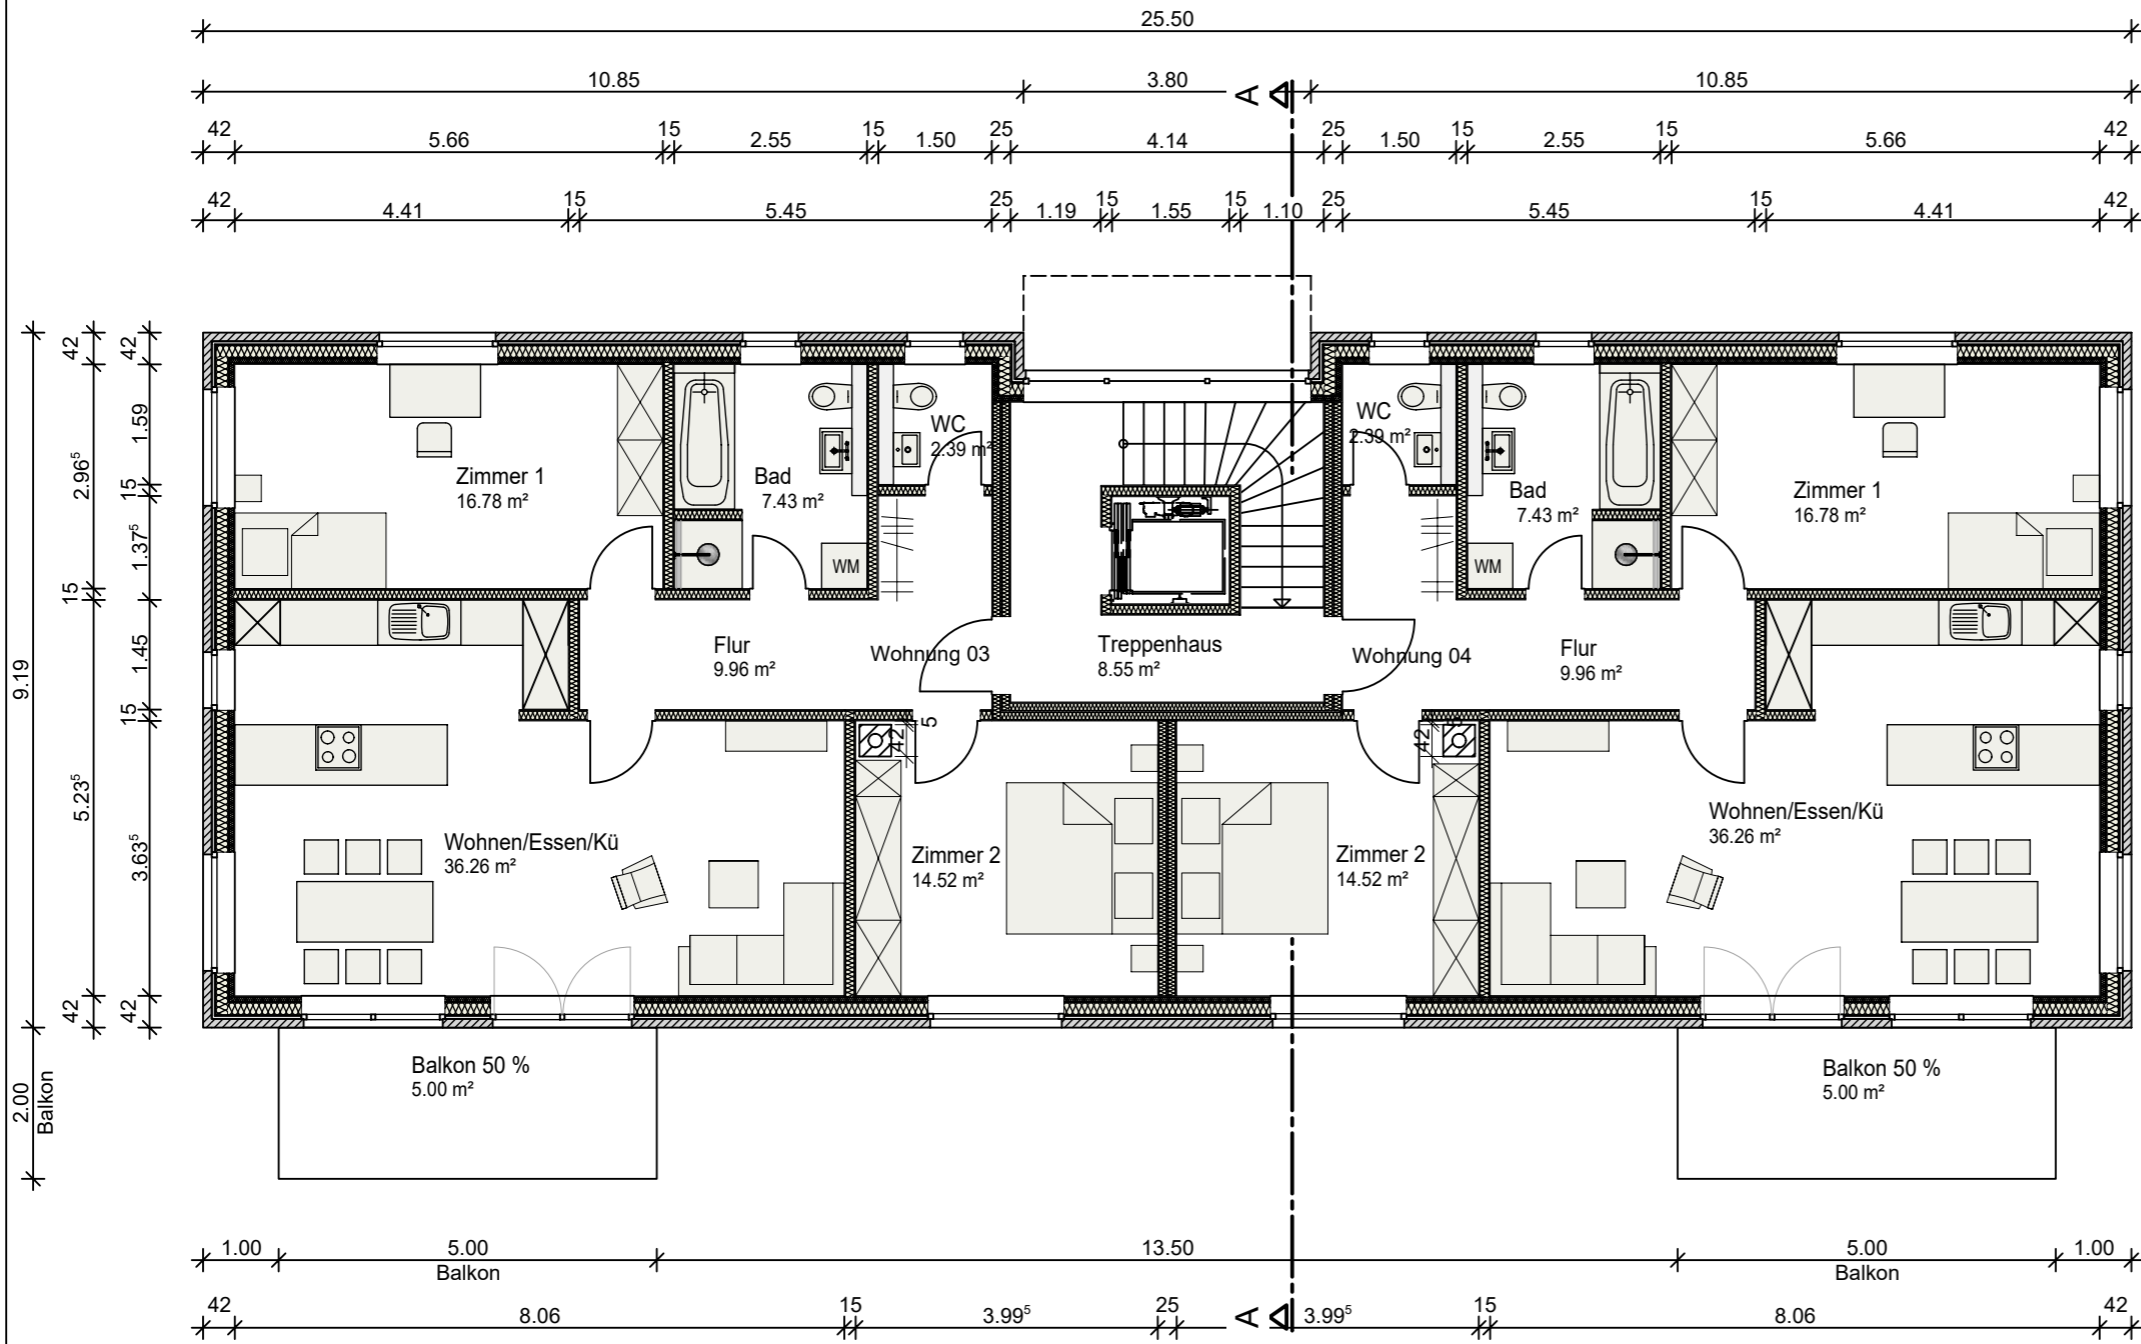 25.50
10.85 3.80 A 10.85
42 5.66 15 2.55 15 1.50 25 4.14 25 1.50 15 2.55 15 5.66 42
42 4.41 15 5.45 25 1.19 15 1.55 15 1.10 25 5.45 15 4.41 42
9.19
2.00
Balkon
42 2.96⁵ 15 5.23⁵ 42
42 1.59 15 1.37⁵ 15 1.45 15 3.63⁵ 42
Zimmer 1
16.78 m²
Bad
7.43 m²
WC
2.39 m²
WM
WC
2.39 m²
Bad
7.43 m²
WM
Zimmer 1
16.78 m²
Flur
9.96 m²
Wohnung 03
Treppenhaus
8.55 m²
Wohnung 04
Flur
9.96 m²
42 5
42 5
Wohnen/Essen/Kü
36.26 m²
Zimmer 2
14.52 m²
Zimmer 2
14.52 m²
Wohnen/Essen/Kü
36.26 m²
Balkon 50 %
5.00 m²
Balkon 50 %
5.00 m²
1.00 5.00 13.50 5.00 1.00
Balkon Balkon
42 8.06 15 3.99⁵ 25 A 3.99⁵ 15 8.06 42